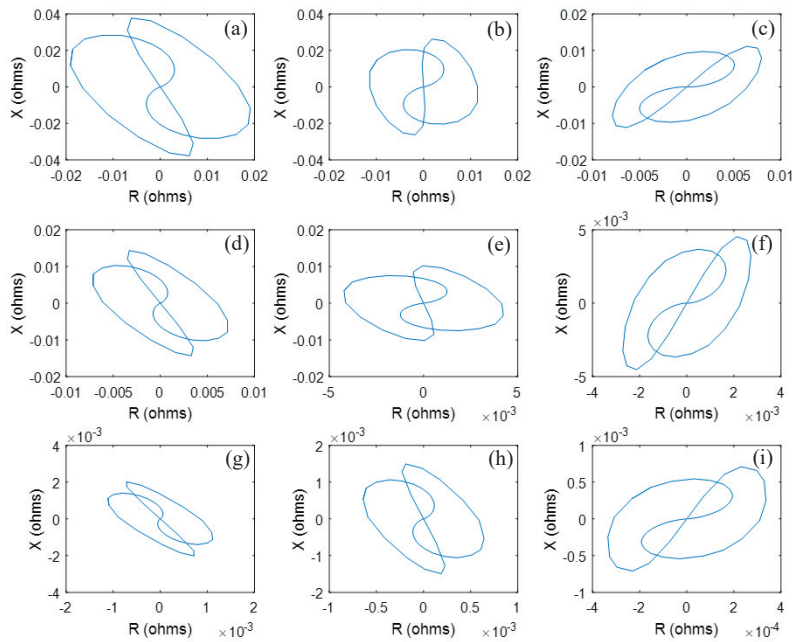 (a)
X (ohms)
0.04
0.02
0
-0.02
-0.04
-0.02 -0.01 0 0.01 0.02
R (ohms)
(b)
X (ohms)
0.04
0.02
0
-0.02
-0.04
-0.02 -0.01 0 0.01 0.02
R (ohms)
(c)
X (ohms)
0.02
0.01
0
-0.01
-0.02
-0.01 -0.005 0 0.005 0.01
R (ohms)
(d)
X (ohms)
0.02
0.01
0
-0.01
-0.02
-0.01 -0.005 0 0.005 0.01
R (ohms)
(e)
X (ohms)
0.02
0.01
0
-0.01
-0.02
-5 0 5
R (ohms) ×10⁻³
(f)
×10⁻³
X (ohms)
5
0
-5
-4 -2 0 2 4
R (ohms) ×10⁻³
(g)
×10⁻³
X (ohms)
4
2
0
-2
-4
-2 -1 0 1 2
R (ohms) ×10⁻³
(h)
×10⁻³
X (ohms)
2
1
0
-1
-2
-1 -0.5 0 0.5 1
R (ohms) ×10⁻³
(i)
×10⁻³
X (ohms)
1
0.5
0
-0.5
-1
-4 -2 0 2 4
R (ohms) ×10⁻⁴